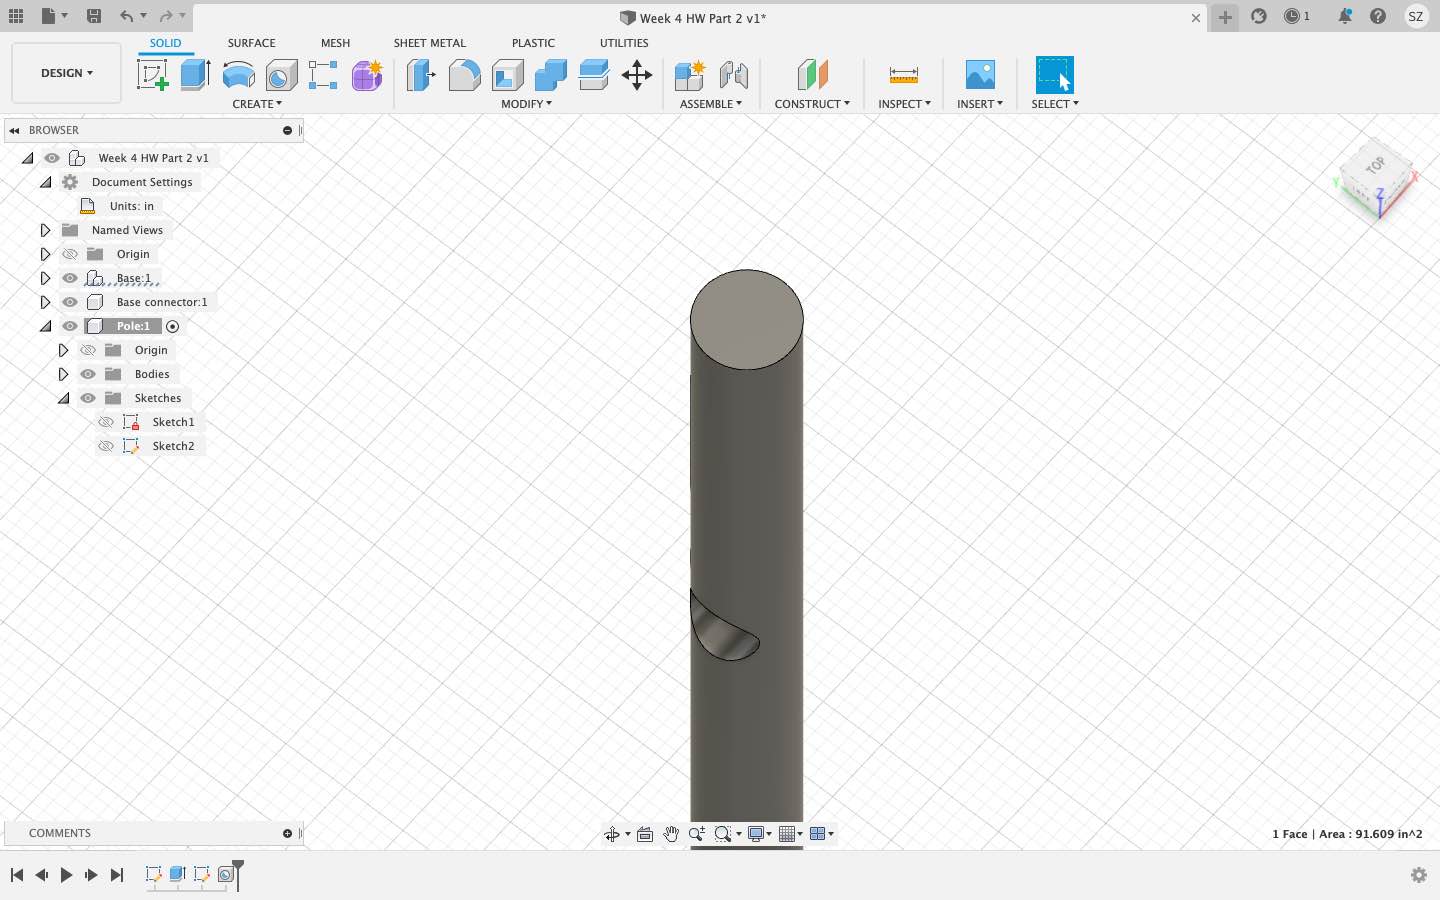 Week 4 HW Part 2 v1*
1
SZ
DESIGN
SOLID
SURFACE
MESH
SHEET METAL
PLASTIC
UTILITIES
CREATE
MODIFY
ASSEMBLE
CONSTRUCT
INSPECT
INSERT
SELECT
BROWSER
Week 4 HW Part 2 v1
Document Settings
Units: in
Named Views
Origin
Base:1
Base connector:1
Pole:1
Origin
Bodies
Sketches
Sketch1
Sketch2
TOP
Y
X
Z
COMMENTS
1 Face | Area : 91.609 in^2